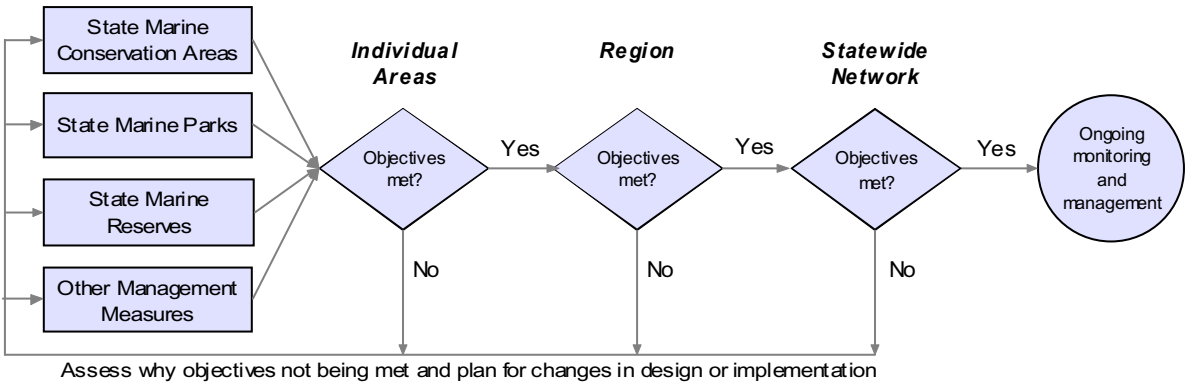 State Marine
Conservation Areas
State Marine Parks
State Marine
Reserves
Other Management
Measures
Individual
Areas
Objectives
met?
Yes
No
Region
Objectives
met?
Yes
No
Statewide
Network
Objectives
met?
Yes
No
Ongoing
monitoring
and
management
Assess why objectives not being met and plan for changes in design or implementation